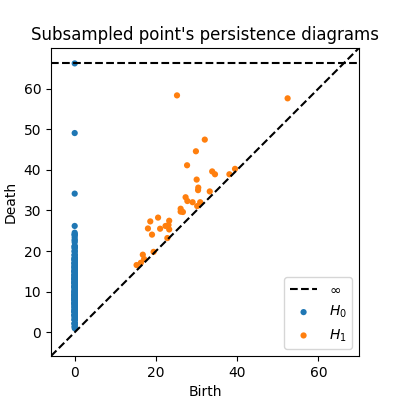 Subsampled point's persistence diagrams
Death
60
50
40
30
20
10
0
∞
H₀
H₁
0 20 40 60
Birth